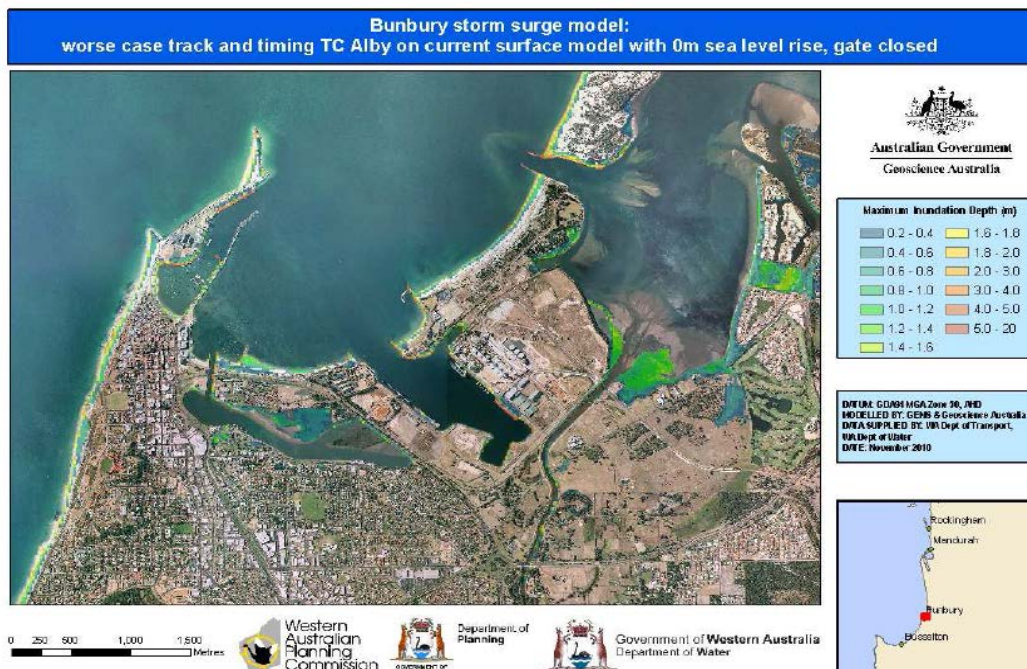 Bunbury storm surge model:
worse case track and timing TC Alby on current surface model with 0m sea level rise, gate closed
Australian Government
Geoscience Australia
Maximum Inundation Depth (m)
0.2 - 0.4
0.4 - 0.6
0.6 - 0.8
0.8 - 1.0
1.0 - 1.2
1.2 - 1.4
1.4 - 1.6
1.6 - 1.8
1.8 - 2.0
2.0 - 3.0
3.0 - 4.0
4.0 - 5.0
5.0 - 20
DATUM: GDA94 MGA Zone 50, AHD
MODELLED BY: GEMS & Geoscience Australia
DATA SUPPLIED BY: WA Dept of Transport,
WA Dept of Water
DATE: November 2010
Rockingham
Mandurah
Bunbury
Busselton
0 250 500 1,000 1,500
Metres
Western
Australian
Planning
Commission
Department of
Planning
GOVERNMENT OF
Government of Western Australia
Department of Water